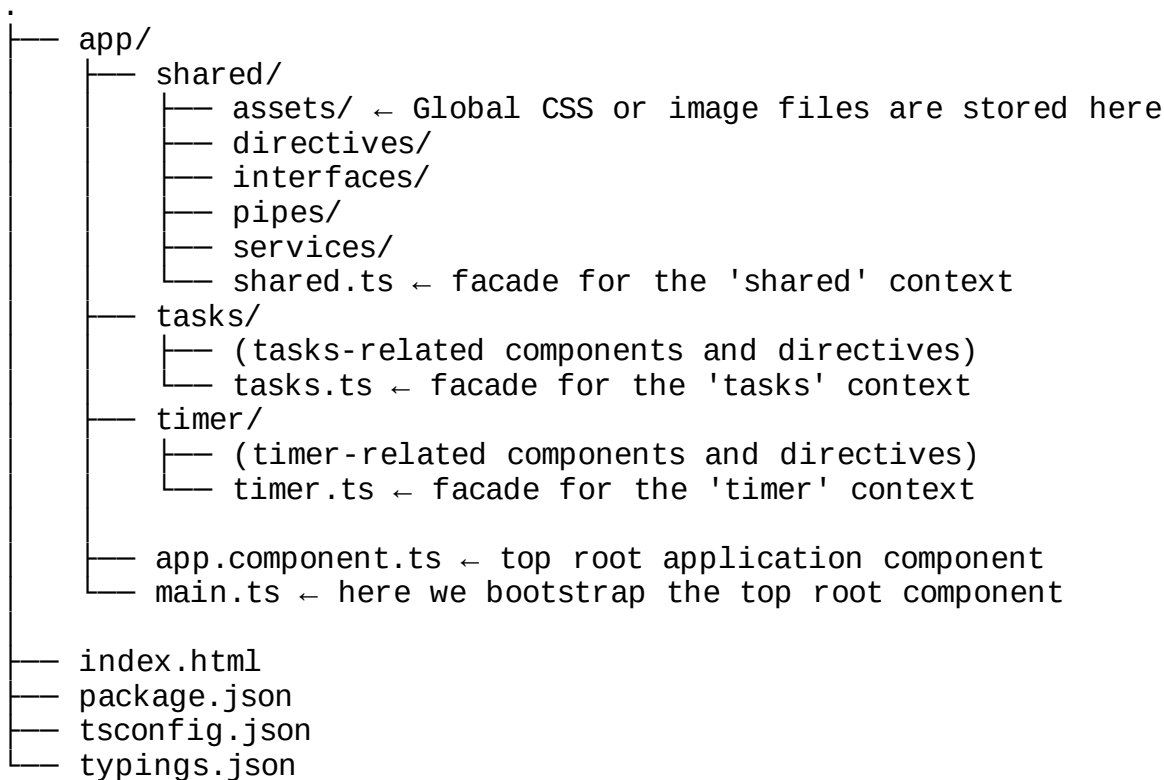 .
├── app/
│   ├── shared/
│   │   ├── assets/ ← Global CSS or image files are stored here
│   │   ├── directives/
│   │   ├── interfaces/
│   │   ├── pipes/
│   │   ├── services/
│   │   └── shared.ts ← facade for the 'shared' context
│   ├── tasks/
│   │   ├── (tasks-related components and directives)
│   │   └── tasks.ts ← facade for the 'tasks' context
│   ├── timer/
│   │   ├── (timer-related components and directives)
│   │   └── timer.ts ← facade for the 'timer' context
│   │
│   ├── app.component.ts ← top root application component
│   └── main.ts ← here we bootstrap the top root component
│
├── index.html
├── package.json
├── tsconfig.json
└── typings.json